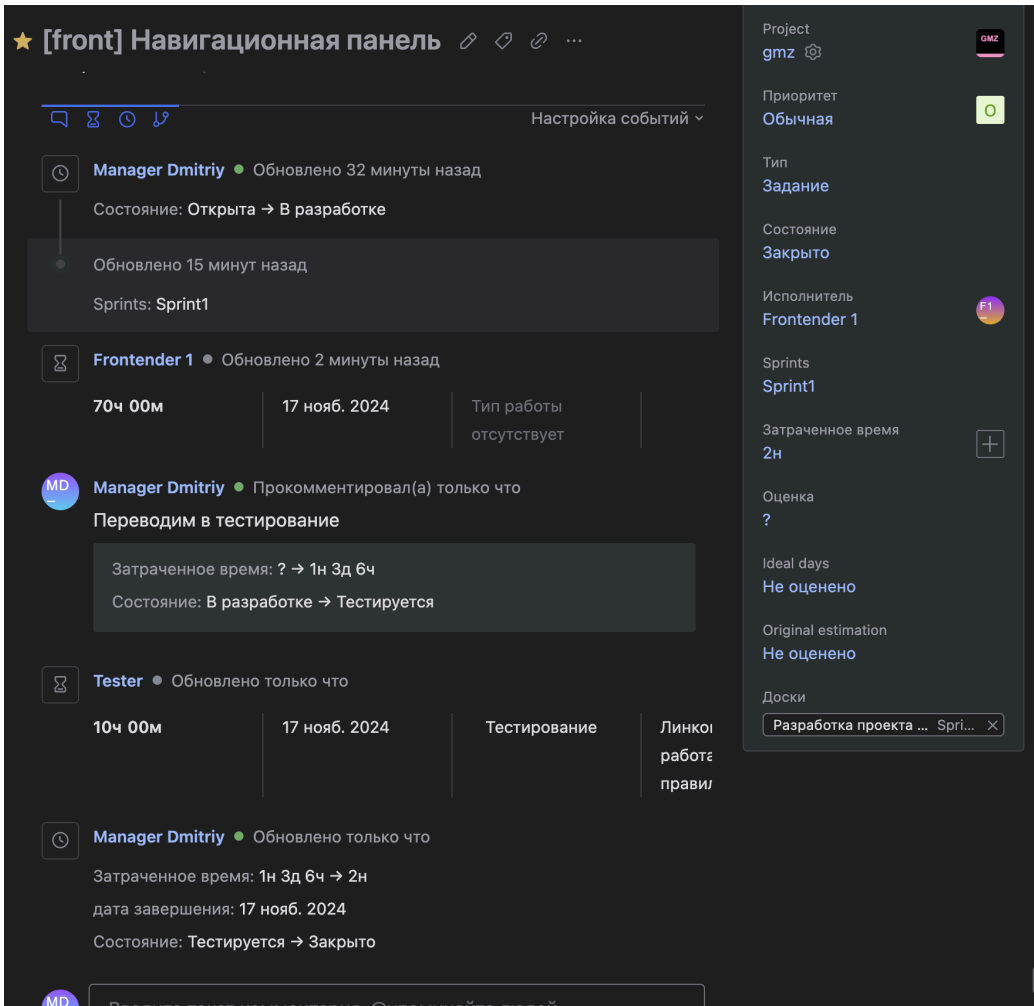 [front] Навигационная панель
Настройка событий
Manager Dmitriy Обновлено 32 минуты назад
Состояние: Открыта → В разработке
Обновлено 15 минут назад
Sprints: Sprint1
Frontender 1 Обновлено 2 минуты назад
70ч 00м 17 нояб. 2024 Тип работы
отсутствует
MD Manager Dmitriy Прокомментировал(а) только что
Переводим в тестирование
Затраченное время: ? → 1н 3д 6ч
Состояние: В разработке → Тестируется
Tester Обновлено только что
10ч 00м 17 нояб. 2024 Тестирование
Manager Dmitriy Обновлено только что
Затраченное время: 1н 3д 6ч → 2н
дата завершения: 17 нояб. 2024
Состояние: Тестируется → Закрыто
MD
Project
gmz GMZ
Приоритет
Обычная O
Тип
Задание
Состояние
Закрыто
Исполнитель
Frontender 1 F1
Sprints
Sprint1
Затраченное время
2н
Оценка
?
Ideal days
Не оценено
Original estimation
Не оценено
Доски
Разработка проекта ... Spri...